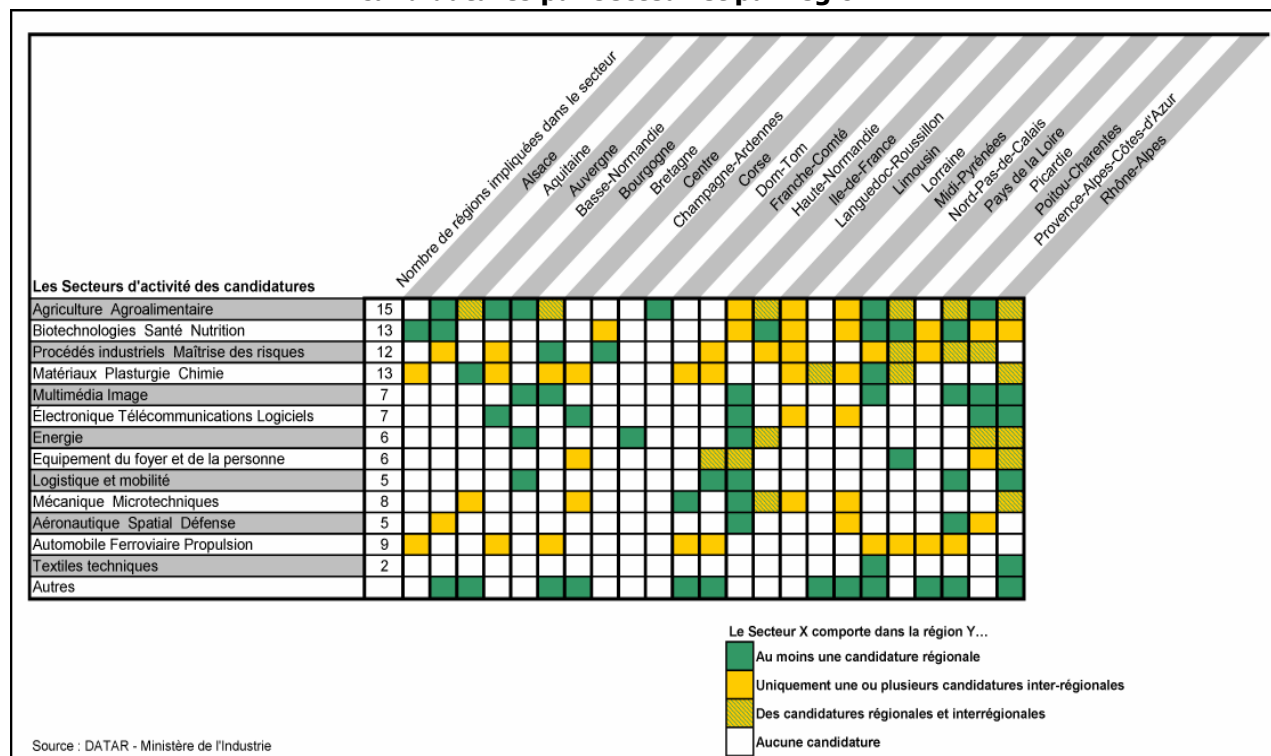 Nombre de régions impliquées dans le secteur
Alsace
Aquitaine
Auvergne
Basse-Normandie
Bourgogne
Bretagne
Centre
Champagne-Ardennes
Corse
Dom-Tom
Franche-Comté
Haute-Normandie
Ile-de-France
Languedoc-Roussillon
Limousin
Lorraine
Midi-Pyrénées
Nord-Pas-de-Calais
Pays de la Loire
Picardie
Poitou-Charentes
Provence-Alpes-Côtes-d'Azur
Rhône-Alpes
Les Secteurs d'activité des candidatures
Agriculture Agroalimentaire 15
Biotechnologies Santé Nutrition 13
Procédés industriels Maîtrise des risques 12
Matériaux Plasturgie Chimie 13
Multimédia Image 7
Électronique Télécommunications Logiciels 7
Energie 6
Equipement du foyer et de la personne 6
Logistique et mobilité 5
Mécanique Microtechniques 8
Aéronautique Spatial Défense 5
Automobile Ferroviaire Propulsion 9
Textiles techniques 2
Autres
Le Secteur X comporte dans la région Y...
Au moins une candidature régionale
Uniquement une ou plusieurs candidatures inter-régionales
Des candidatures régionales et interrégionales
Aucune candidature
Source : DATAR - Ministère de l'Industrie